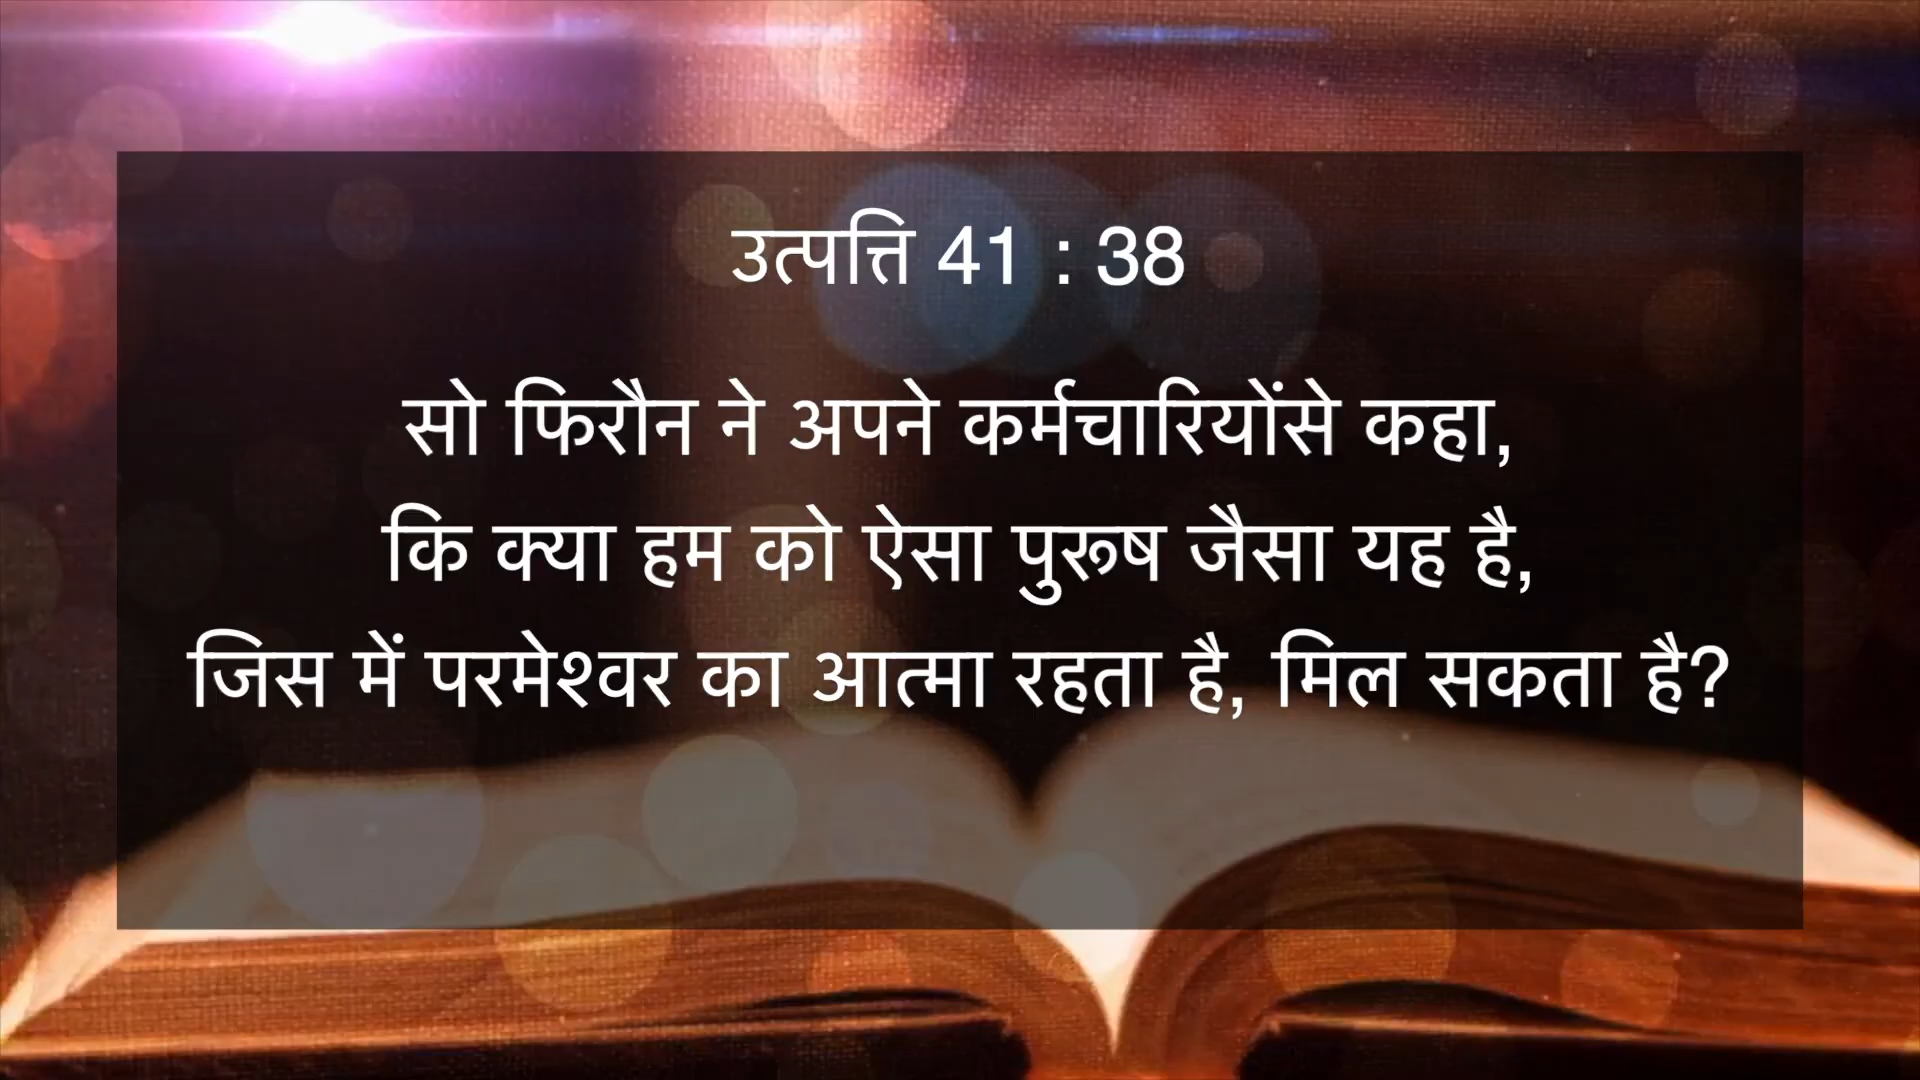 उत्पत्ति 41 : 38
सो फिरौन ने अपने कर्मचारियोंसे कहा,
कि क्या हम को ऐसा पुरूष जैसा यह है,
जिस में परमेश्वर का आत्मा रहता है, मिल सकता है?